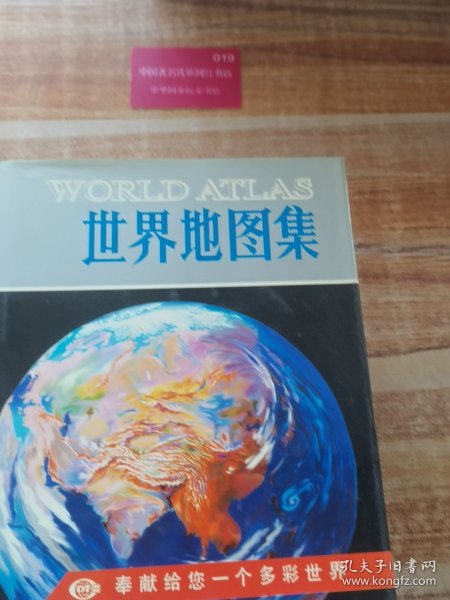 019
WORLD ATLAS
世界地图集
奉献给您一个多彩世界
孔夫子旧书网
www.kongfz.com